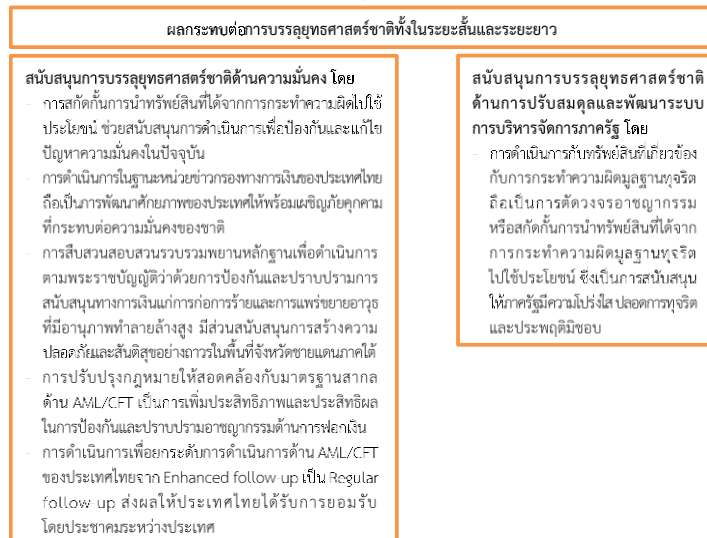 ผลกระทบต่อการบรรลุยุทธศาสตร์ชาติทั้งในระยะสั้นและระยะยาว
สนับสนุนการบรรลุยุทธศาสตร์ชาติด้านความมั่นคง โดย
- การสกัดกั้นการนำทรัพย์สินที่ได้จากการกระทำความผิดไปใช้
ประโยชน์ ช่วยสนับสนุนการดำเนินการเพื่อป้องกันและแก้ไข
ปัญหาความมั่นคงในปัจจุบัน
- การดำเนินการในฐานะหน่วยข่าวกรองทางการเงินของประเทศไทย
ถือเป็นการพัฒนาศักยภาพของประเทศให้พร้อมเผชิญภัยคุกคาม
ที่กระทบต่อความมั่นคงของชาติ
- การสืบสวนสอบสวนรวบรวมพยานหลักฐานเพื่อดำเนินการ
ตามพระราชบัญญัติว่าด้วยการป้องกันและปราบปรามการ
สนับสนุนทางการเงินแก่การก่อการร้ายและการแพร่ขยายอาวุธ
ที่มีอานุภาพทำลายล้างสูง มีส่วนสนับสนุนการสร้างความ
ปลอดภัยและสันติสุขอย่างถาวรในพื้นที่จังหวัดชายแดนภาคใต้
- การปรับปรุงกฎหมายให้สอดคล้องกับมาตรฐานสากล
ด้าน AML/CFT เป็นการเพิ่มประสิทธิภาพและประสิทธิผล
ในการป้องกันและปราบปรามอาชญากรรมด้านการฟอกเงิน
- การดำเนินการเพื่อยกระดับการดำเนินการด้าน AML/CFT
ของประเทศไทยจาก Enhanced follow-up เป็น Regular
follow-up ส่งผลให้ประเทศไทยได้รับการยอมรับ
โดยประชาคมระหว่างประเทศ
สนับสนุนการบรรลุยุทธศาสตร์ชาติ
ด้านการปรับสมดุลและพัฒนาระบบ
การบริหารจัดการภาครัฐ โดย
- การดำเนินการกับทรัพย์สินที่เกี่ยวข้อง
กับการกระทำความผิดมูลฐานทุจริต
ถือเป็นการตัดวงจรอาชญากรรม
หรือสกัดกั้นการนำทรัพย์สินที่ได้จาก
การกระทำความผิดมูลฐานทุจริต
ไปใช้ประโยชน์ ซึ่งเป็นการสนับสนุน
ให้ภาครัฐมีความโปร่งใส ปลอดการทุจริต
และประพฤติมิชอบ